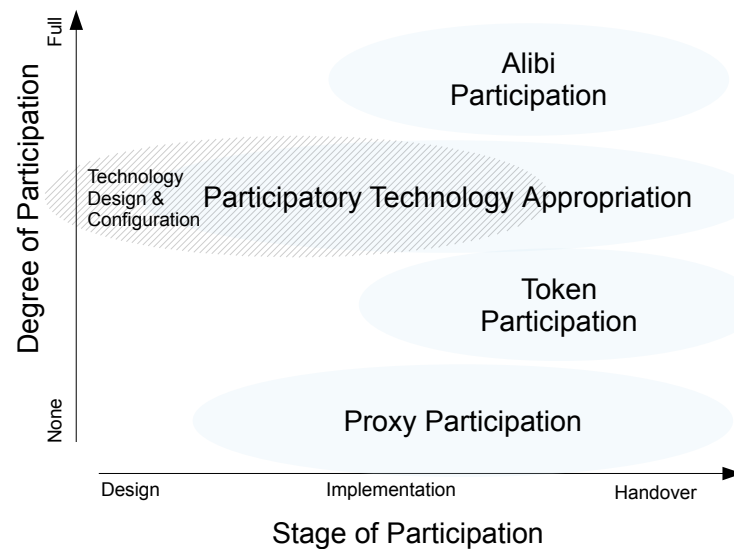 Full
Degree of Participation
None
Alibi
Participation
Technology
Design &
Configuration
Participatory Technology Appropriation
Token
Participation
Proxy Participation
Design
Implementation
Handover
Stage of Participation